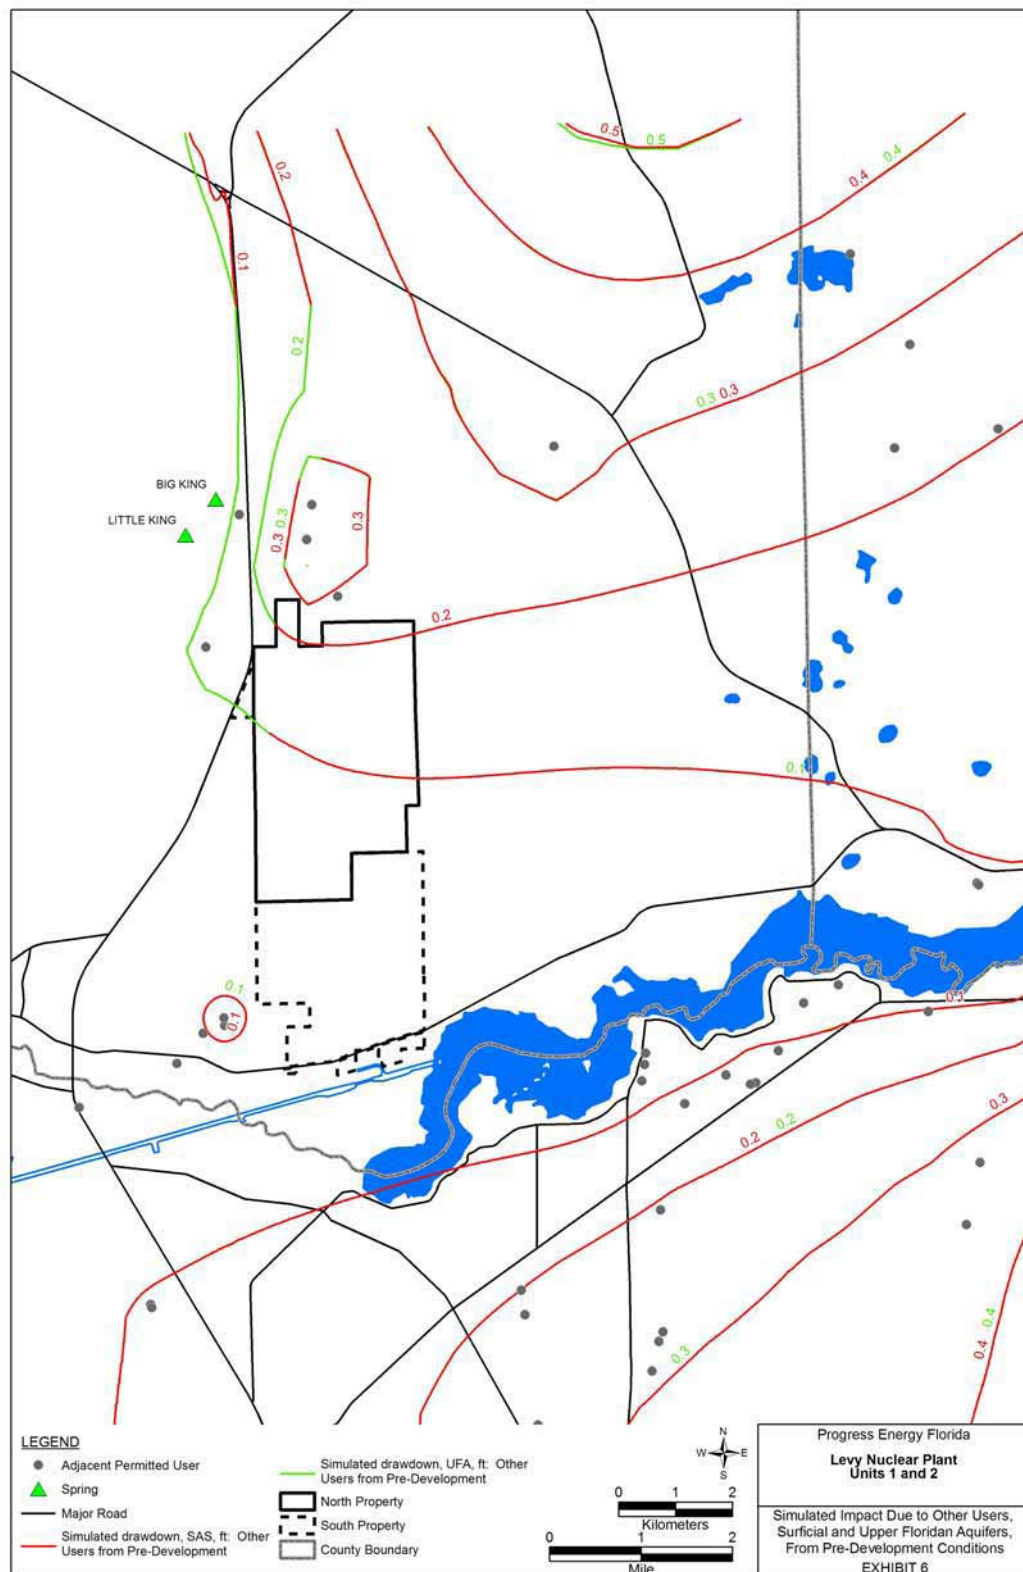 0.5
0.5
0.4
0.4
0.2
0.1
0.2
0.3
0.3
BIG KING
LITTLE KING
0.3
0.3
0.3
0.2
0.1
0.1
0.1
0.1
0.2
0.2
0.3
0.3
0.4
0.4
LEGEND
Adjacent Permitted User
Spring
Major Road
Simulated drawdown, SAS, ft: Other
Users from Pre-Development
Simulated drawdown, UFA, ft: Other
Users from Pre-Development
North Property
South Property
County Boundary
N
W
E
S
0 1 2
Kilometers
0 1 2
Mile
Progress Energy Florida
Levy Nuclear Plant
Units 1 and 2
Simulated Impact Due to Other Users,
Surficial and Upper Floridan Aquifers,
From Pre-Development Conditions
EXHIBIT 6